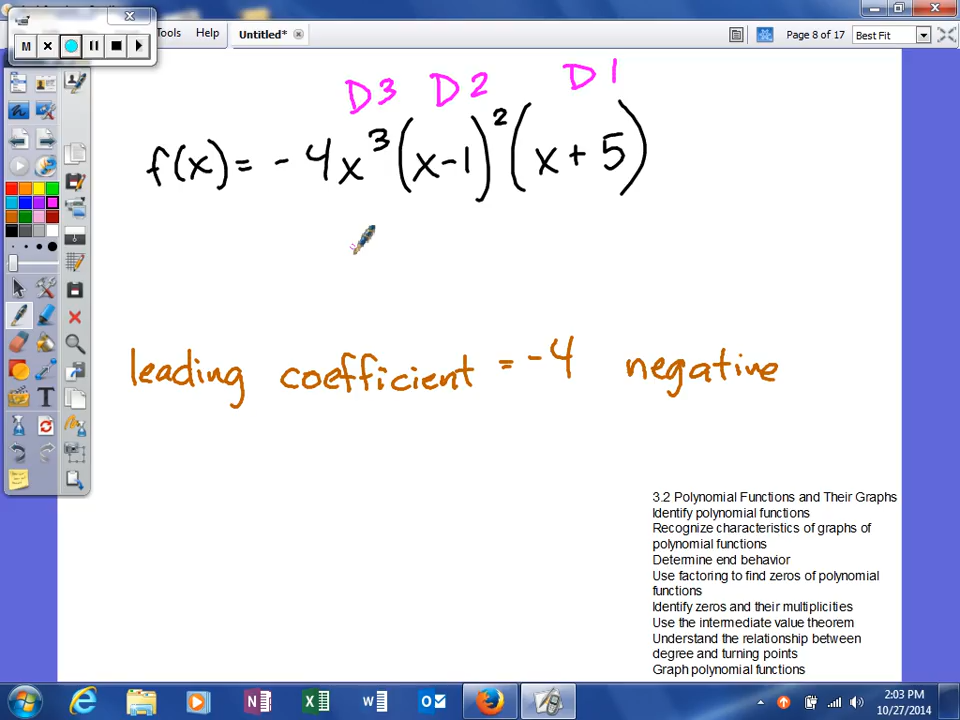 Tools Help Untitled* Page 8 of 17 Best Fit
M
D3 D2 D1
f(x) = -4x³(x-1)²(x+5)
leading coefficient = -4 negative
3.2 Polynomial Functions and Their Graphs
Identify polynomial functions
Recognize characteristics of graphs of
polynomial functions
Determine end behavior
Use factoring to find zeros of polynomial
functions
Identify zeros and their multiplicities
Use the intermediate value theorem
Understand the relationship between
degree and turning points
Graph polynomial functions
2:03 PM
10/27/2014